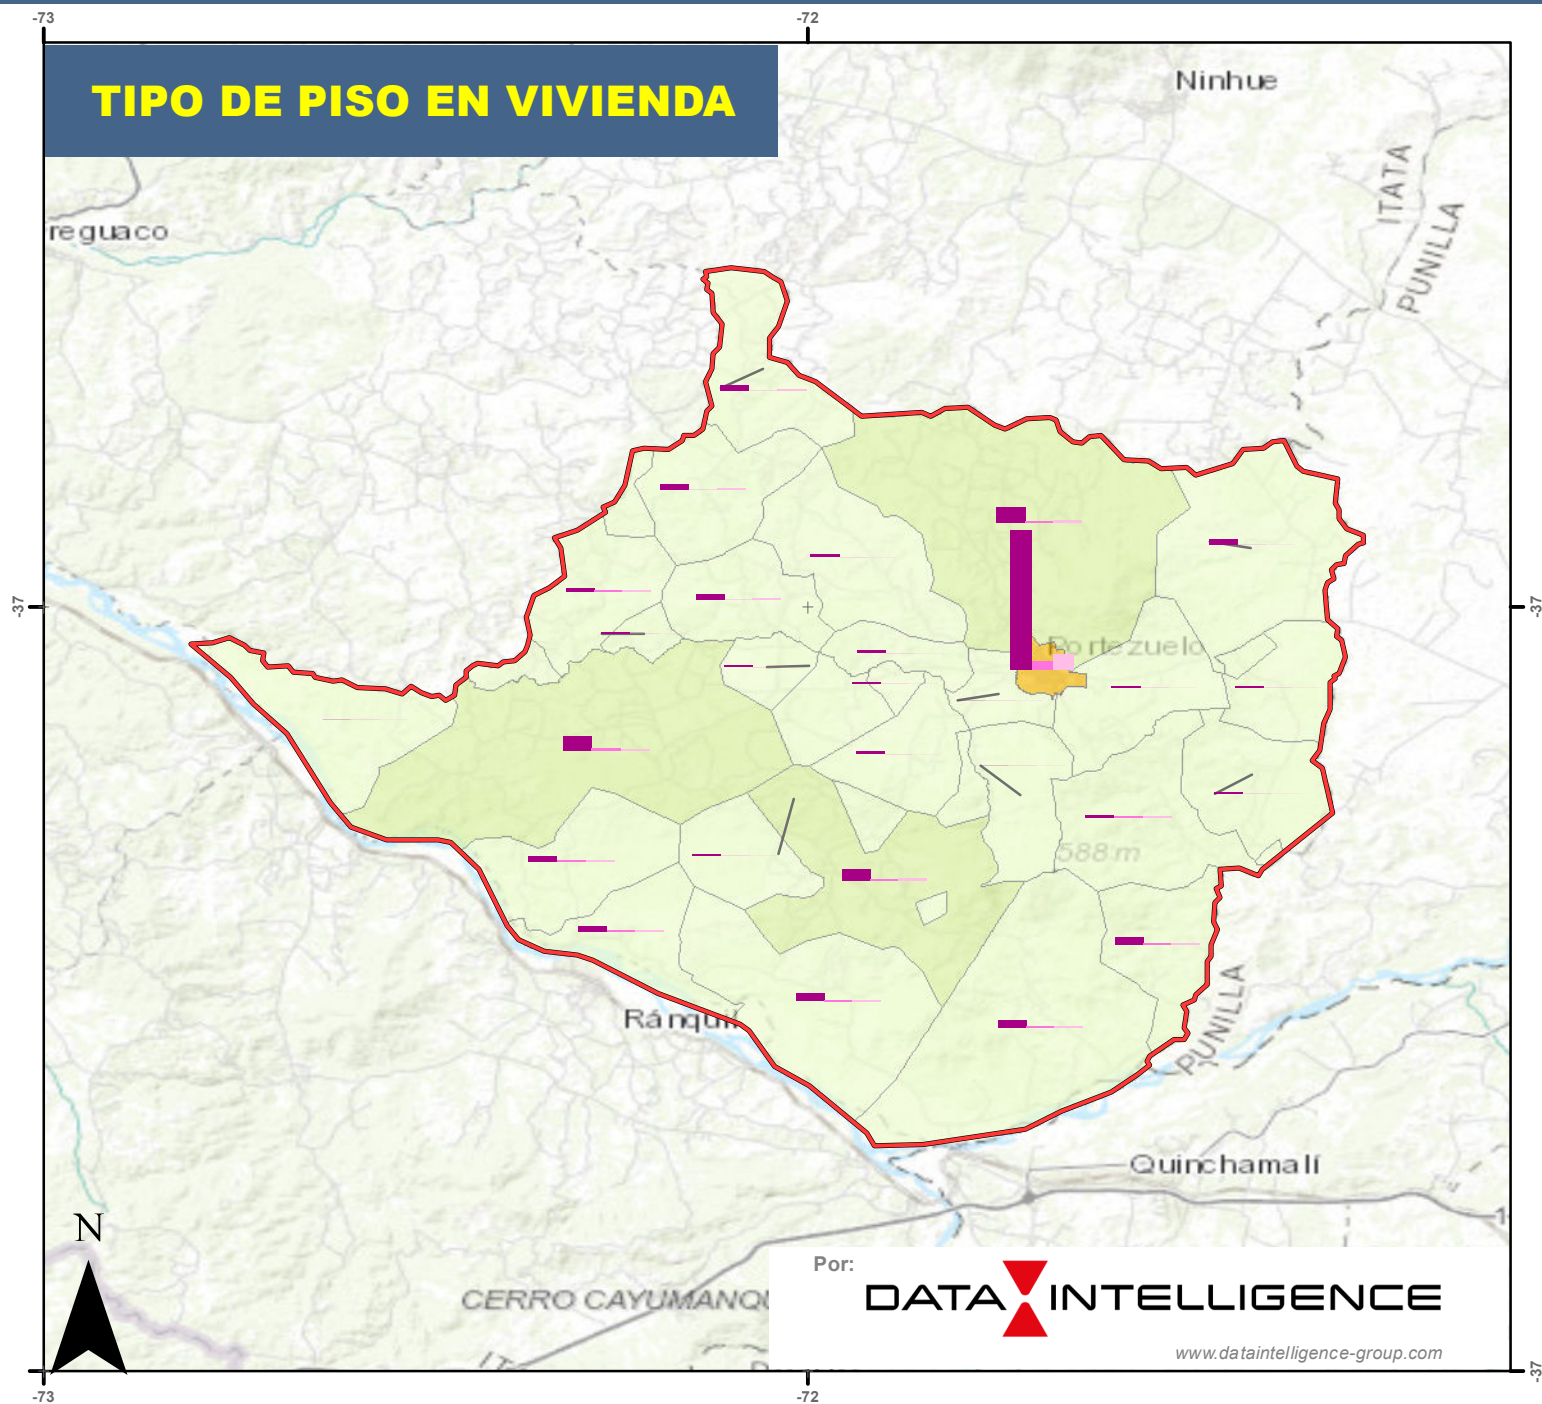 -73
-72
TIPO DE PISO EN VIVIENDA
Ninhue
ITATA
PUNILLA
reguaco
-37
-37
Portezuelo
588 m
Ránquil
PUNILLA
Quinchamalí
N
CERRO CAYUMANQU
Por:
DATA INTELLIGENCE
www.dataintelligence-group.com
-37
-73
-72